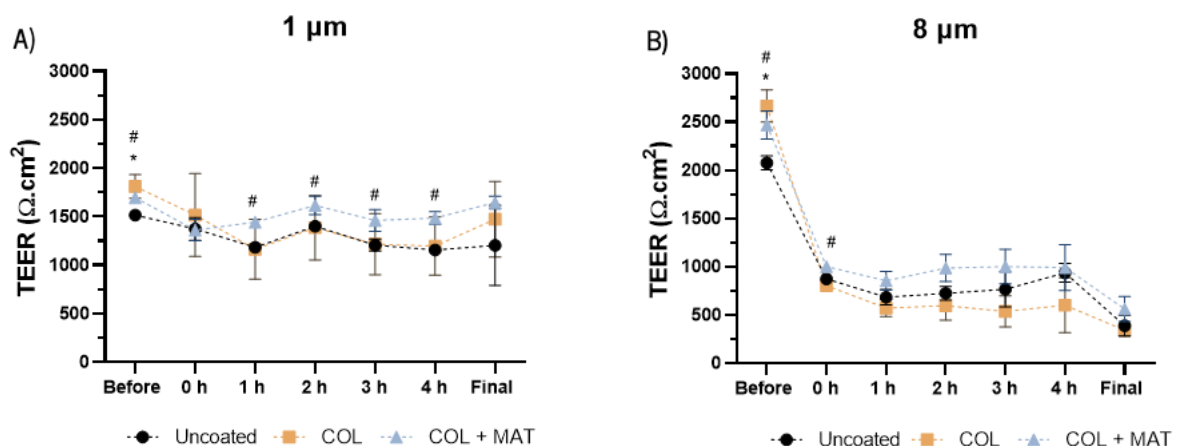 A)
1 µm
3000
2500
2000
1500
1000
500
0
TEER (Ω.cm²)
#
*
#
#
#
#
Before 0 h 1 h 2 h 3 h 4 h Final
Uncoated COL COL + MAT
B)
8 µm
3000
2500
2000
1500
1000
500
0
TEER (Ω.cm²)
#
*
#
Before 0 h 1 h 2 h 3 h 4 h Final
Uncoated COL COL + MAT